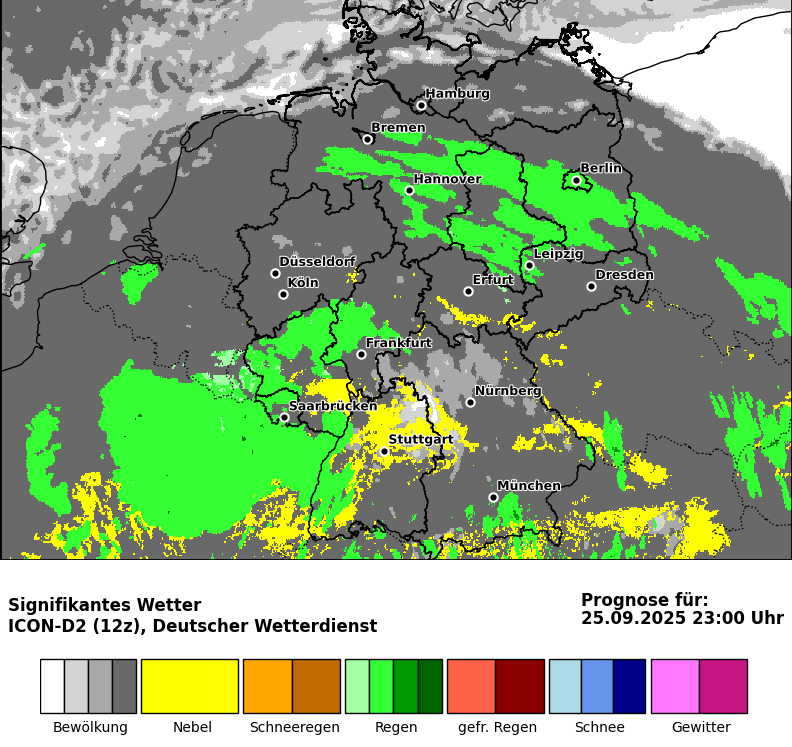 Hamburg
Bremen
Berlin
Hannover
Leipzig
Düsseldorf
Dresden
Köln
Erfurt
Frankfurt
Nürnberg
Saarbrücken
Stuttgart
München
Signifikantes Wetter
ICON-D2 (12z), Deutscher Wetterdienst
Prognose für:
25.09.2025 23:00 Uhr
Bewölkung Nebel Schneeregen Regen gefr. Regen Schnee Gewitter